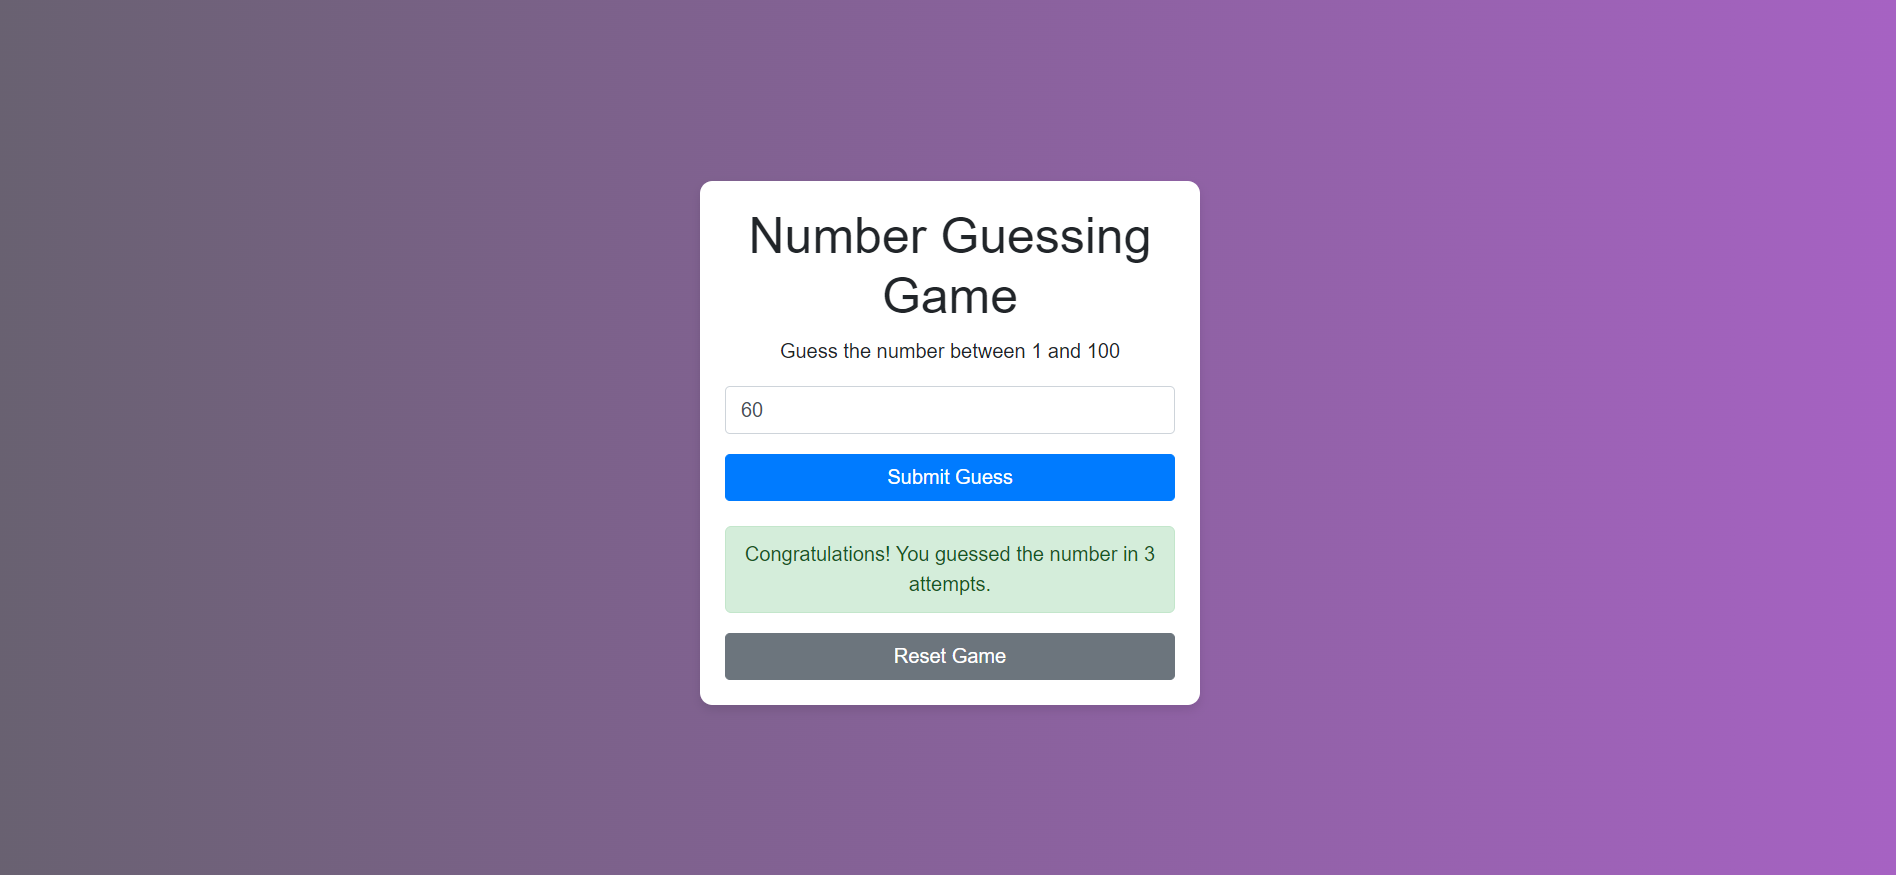 Number Guessing
Game
Guess the number between 1 and 100
60
Submit Guess
Congratulations! You guessed the number in 3
attempts.
Reset Game